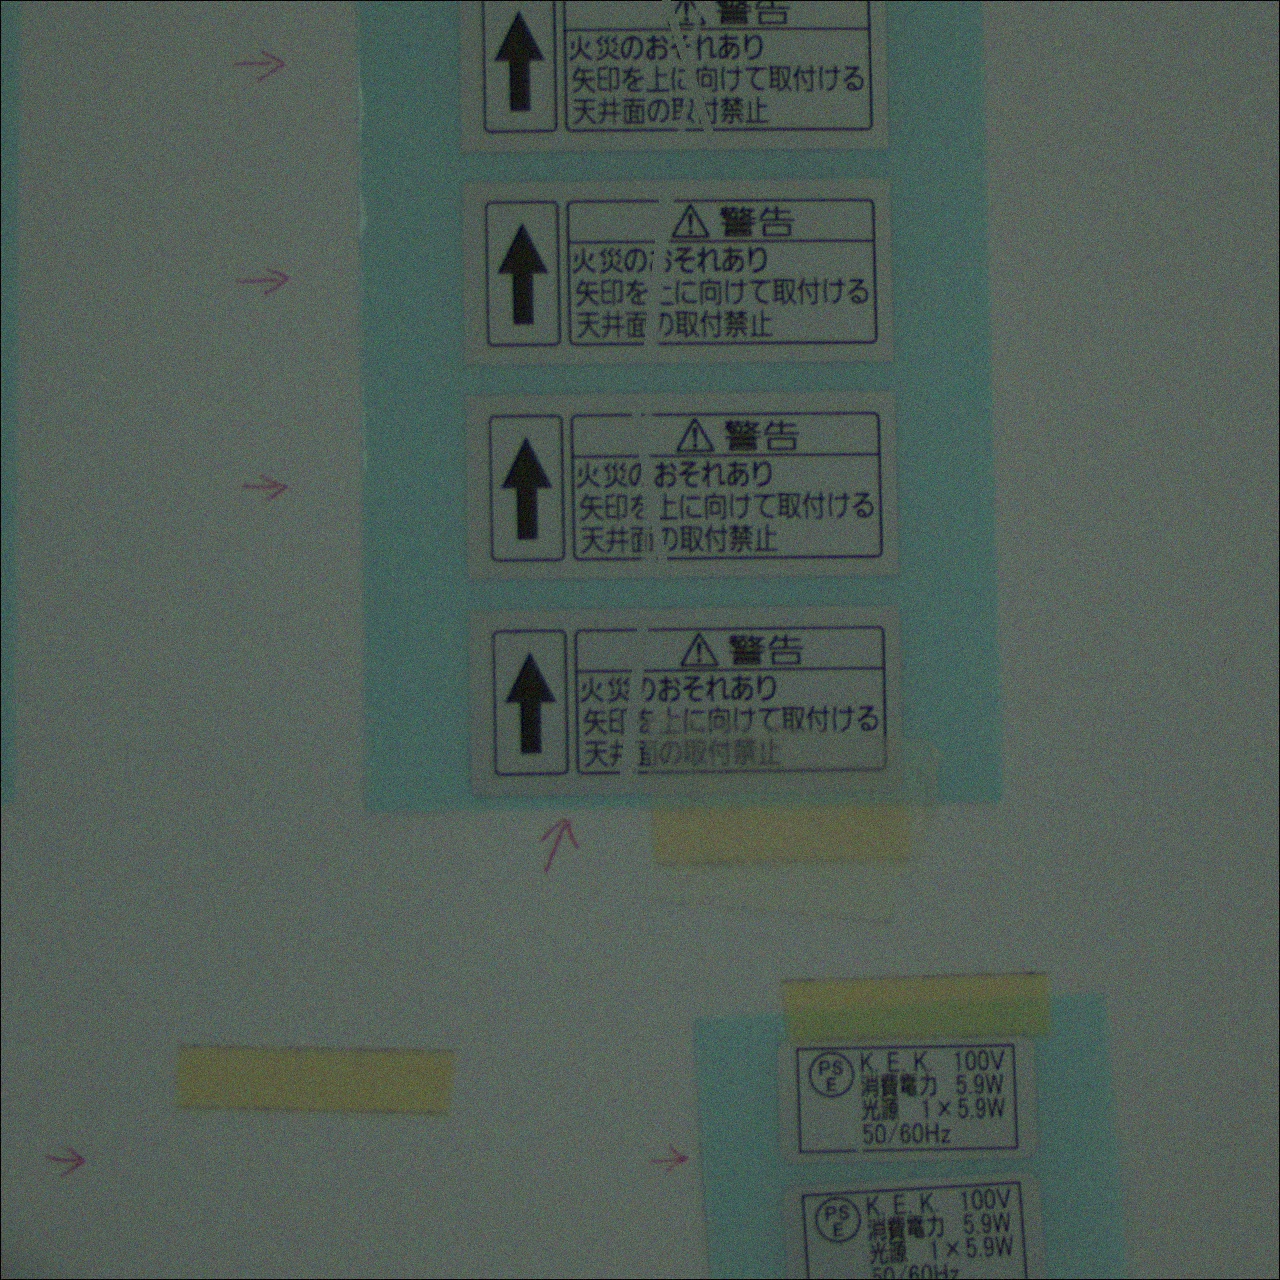 警告
火災のおそれあり
矢印を上に向けて取付ける
天井面の取付禁止
警告
火災のおそれあり
矢印を上に向けて取付ける
天井面の取付禁止
警告
火災のおそれあり
矢印を上に向けて取付ける
天井面の取付禁止
警告
火災のおそれあり
矢印を上に向けて取付ける
天井面の取付禁止
PS
E
K.E.K. 100V
消費電力 5.9W
光源 1×5.9W
50/60Hz
PS
E
K.E.K. 100V
消費電力 5.9W
光源 1×5.9W
50/60Hz